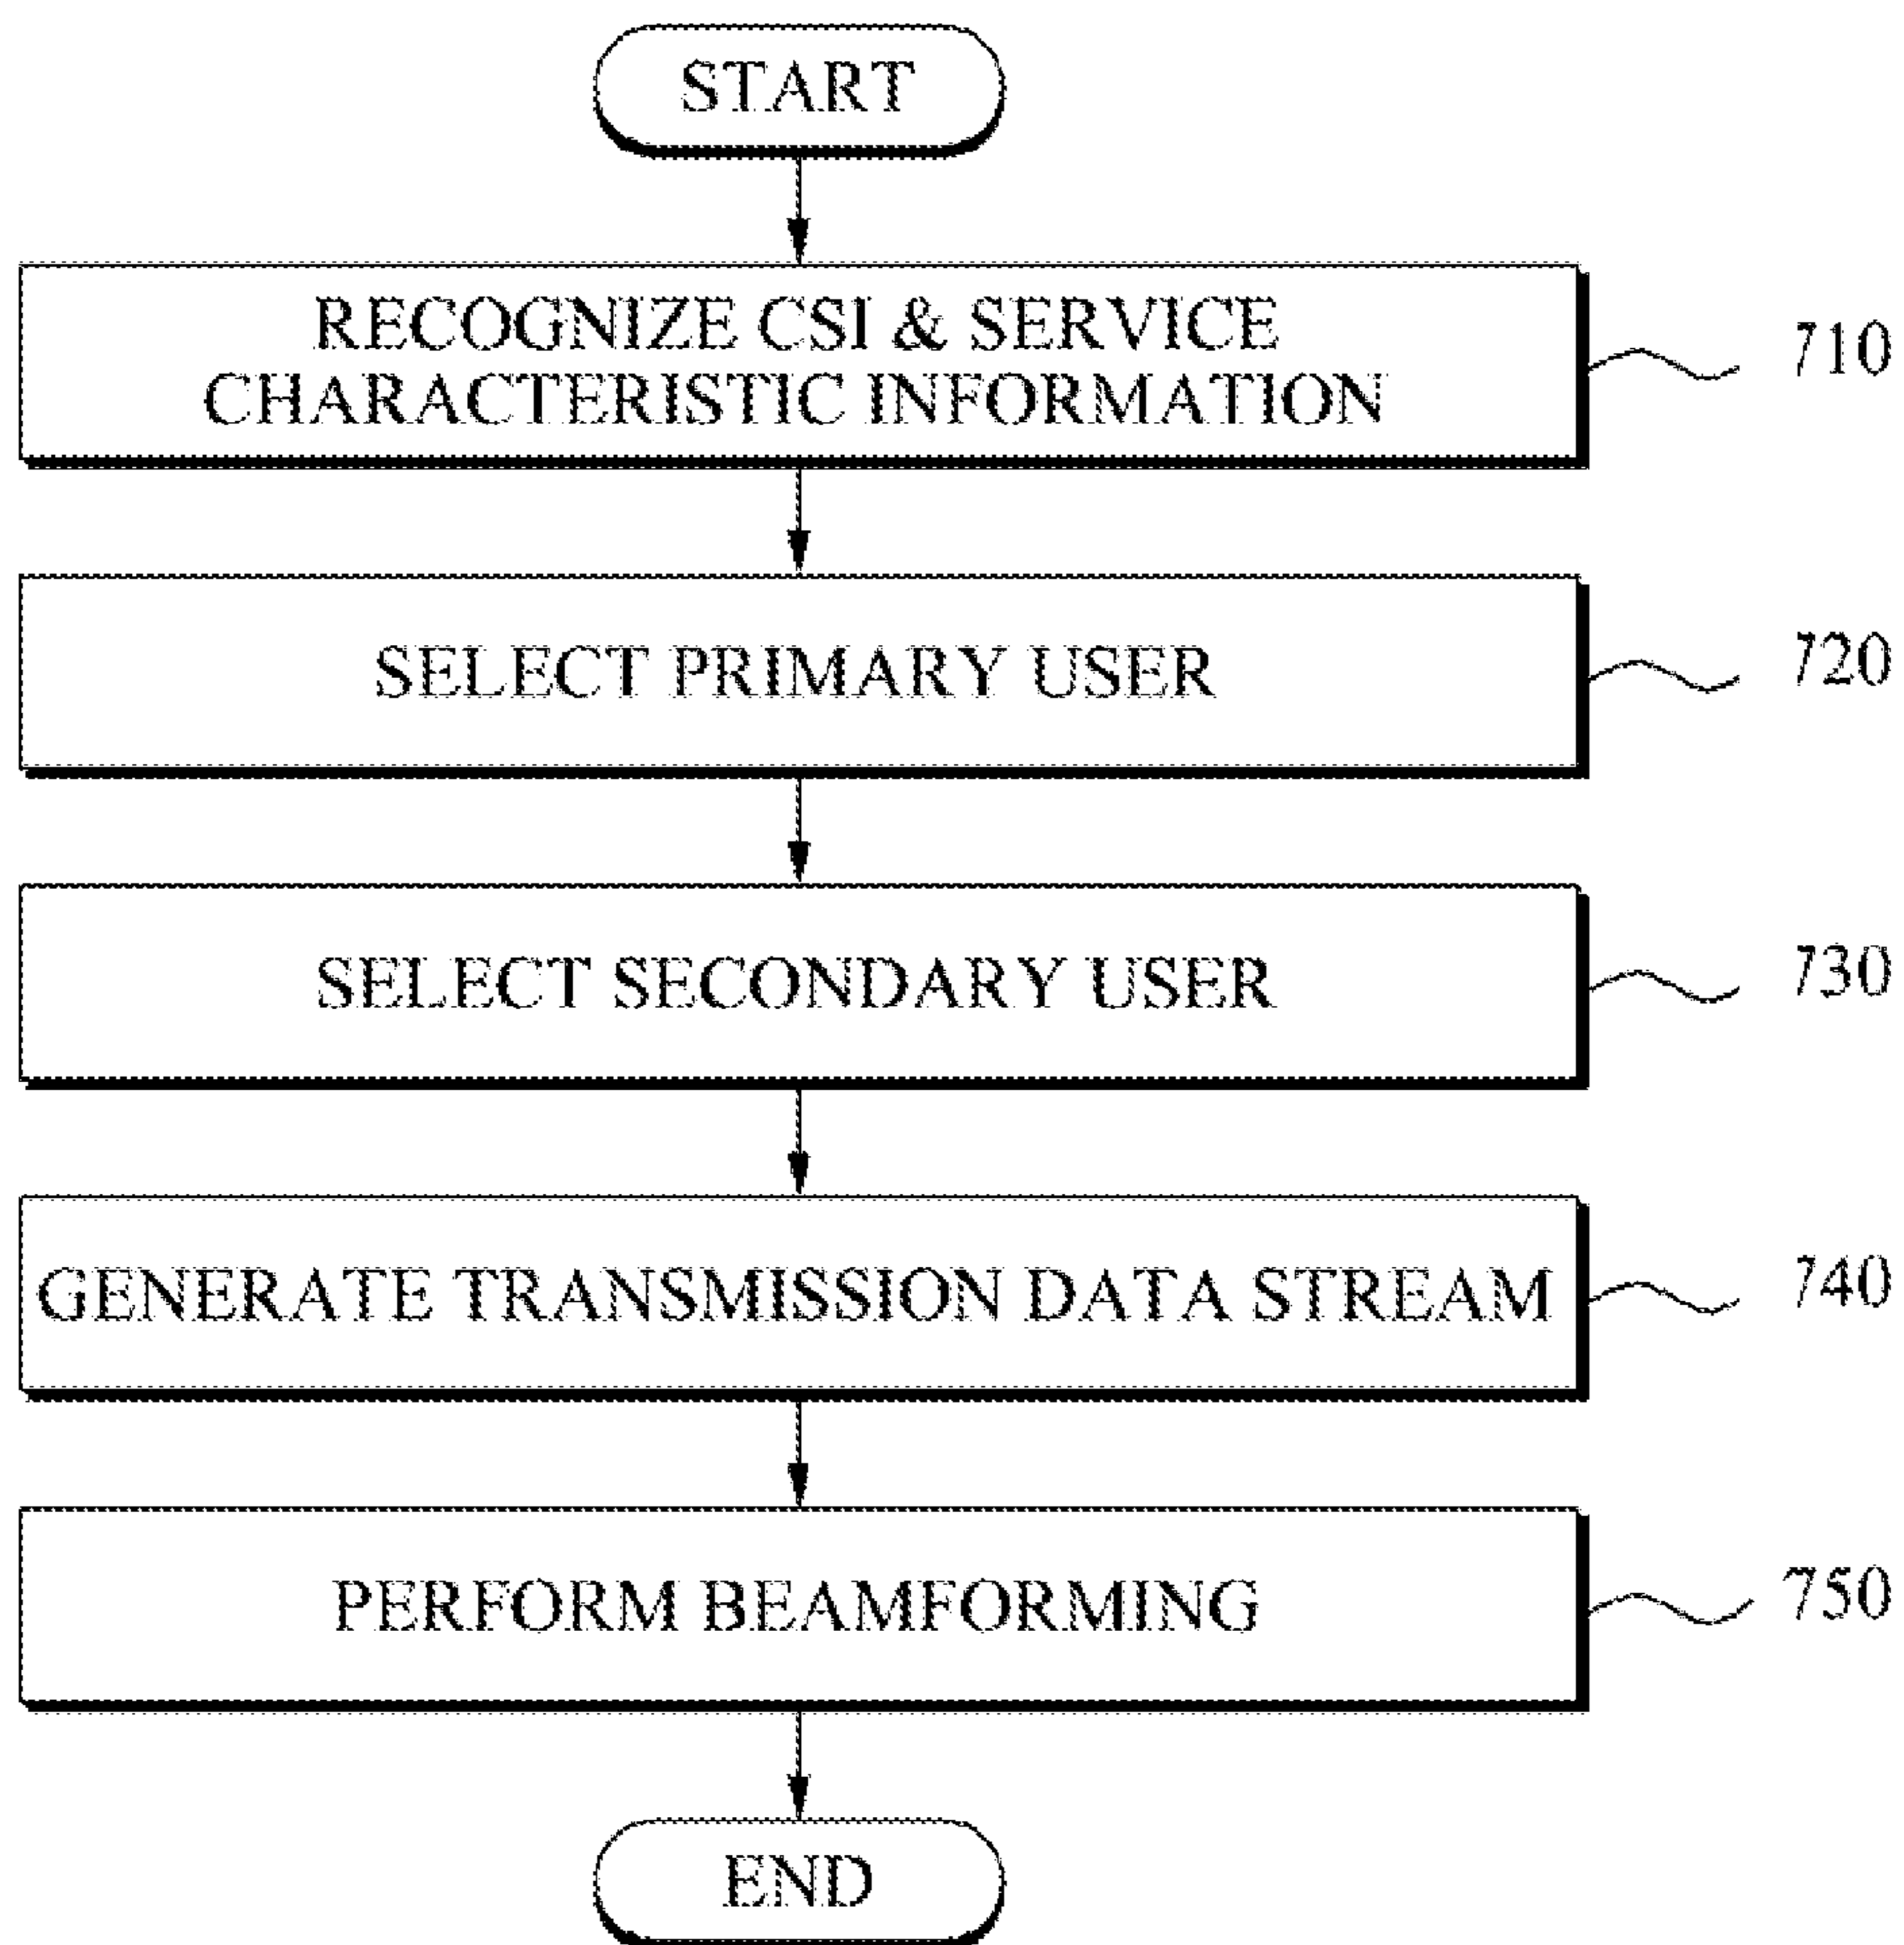 START
RECOGNIZE CSI & SERVICE
CHARACTERISTIC INFORMATION
710
SELECT PRIMARY USER
720
SELECT SECONDARY USER
730
GENERATE TRANSMISSION DATA STREAM
740
PERFORM BEAMFORMING
750
END